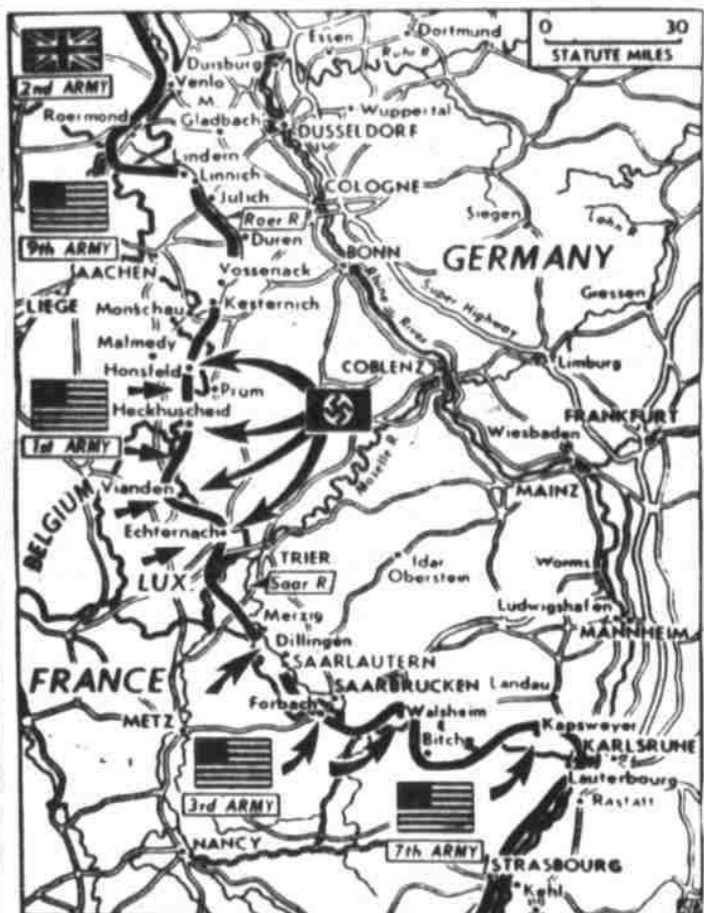 Essen
Dortmund
Ruhr R
0 30
STATUTE MILES
2nd ARMY
Duisburg
Venlo
M.
Gladbach
Wuppertal
Roermond
DUSSELDORF
Lindern
Linnich
Julich
COLOGNE
Roer R
Siegen
9th ARMY
Duren
BONN
GERMANY
AACHEN
Vossenack
Rhine River
Super Highway
Giessen
LIEGE
Monschau
Kesternich
Malmedy
Honsfeld
COBLENZ
Limburg
Prum
1st ARMY
Heckhuscheid
FRANKFURT
Wiesbaden
Moselle R
Vianden
MAINZ
BELGIUM
Echternach
TRIER
Idar
Oberstein
Worms
LUX.
Saar R
Ludwigshafen
Merzig
MANNHEIM
Dillingen
SAARLAUTERN
FRANCE
SAARBRUCKEN
Landau
Forbach
METZ
Walsheim
Kapsweyer
Bitche
KARLSRUHE
Lauterbourg
3rd ARMY
Rastatt
7th ARMY
NANCY
STRASBOURG
Kehl